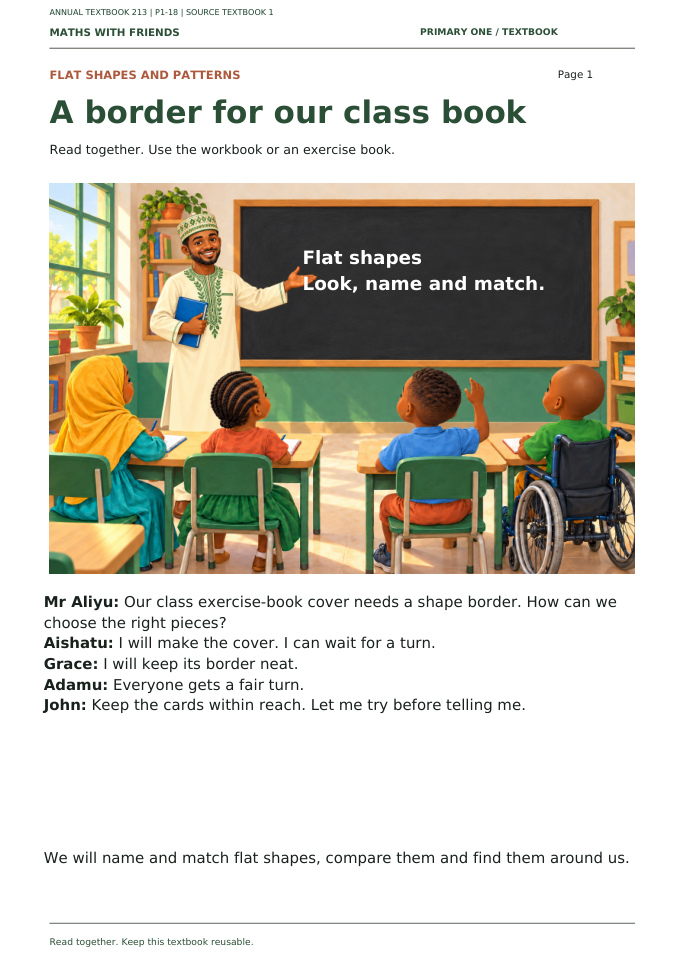 ANNUAL TEXTBOOK 213 | P1-18 | SOURCE TEXTBOOK 1
MATHS WITH FRIENDS
PRIMARY ONE / TEXTBOOK
FLAT SHAPES AND PATTERNS
Page 1
A border for our class book
Read together. Use the workbook or an exercise book.
Flat shapes
Look, name and match.
Mr Aliyu: Our class exercise-book cover needs a shape border. How can we
choose the right pieces?
Aishatu: I will make the cover. I can wait for a turn.
Grace: I will keep its border neat.
Adamu: Everyone gets a fair turn.
John: Keep the cards within reach. Let me try before telling me.
We will name and match flat shapes, compare them and find them around us.
Read together. Keep this textbook reusable.